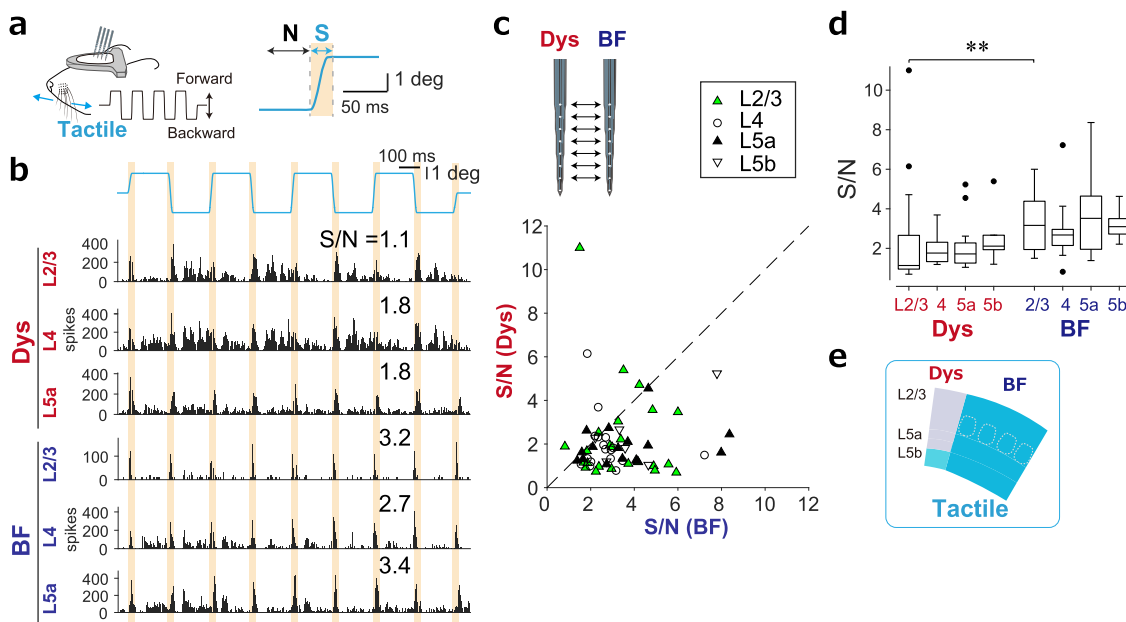 a
N S
Forward
Backward
Tactile
1 deg
50 ms
b
100 ms
1 deg
S/N =1.1
1.8
1.8
3.2
2.7
3.4
Dys
L2/3
L4
L5a
BF
L2/3
L4
L5a
spikes
spikes
400
200
0
400
200
0
400
200
0
100
0
400
200
0
400
200
0
c
Dys BF
L2/3
L4
L5a
L5b
12
10
8
6
4
2
0
S/N (Dys)
0 2 4 6 8 10 12
S/N (BF)
d
**
S/N
10
8
6
4
2
L2/3 4 5a 5b 2/3 4 5a 5b
Dys BF
e
Dys BF
L2/3
L5a
L5b
Tactile